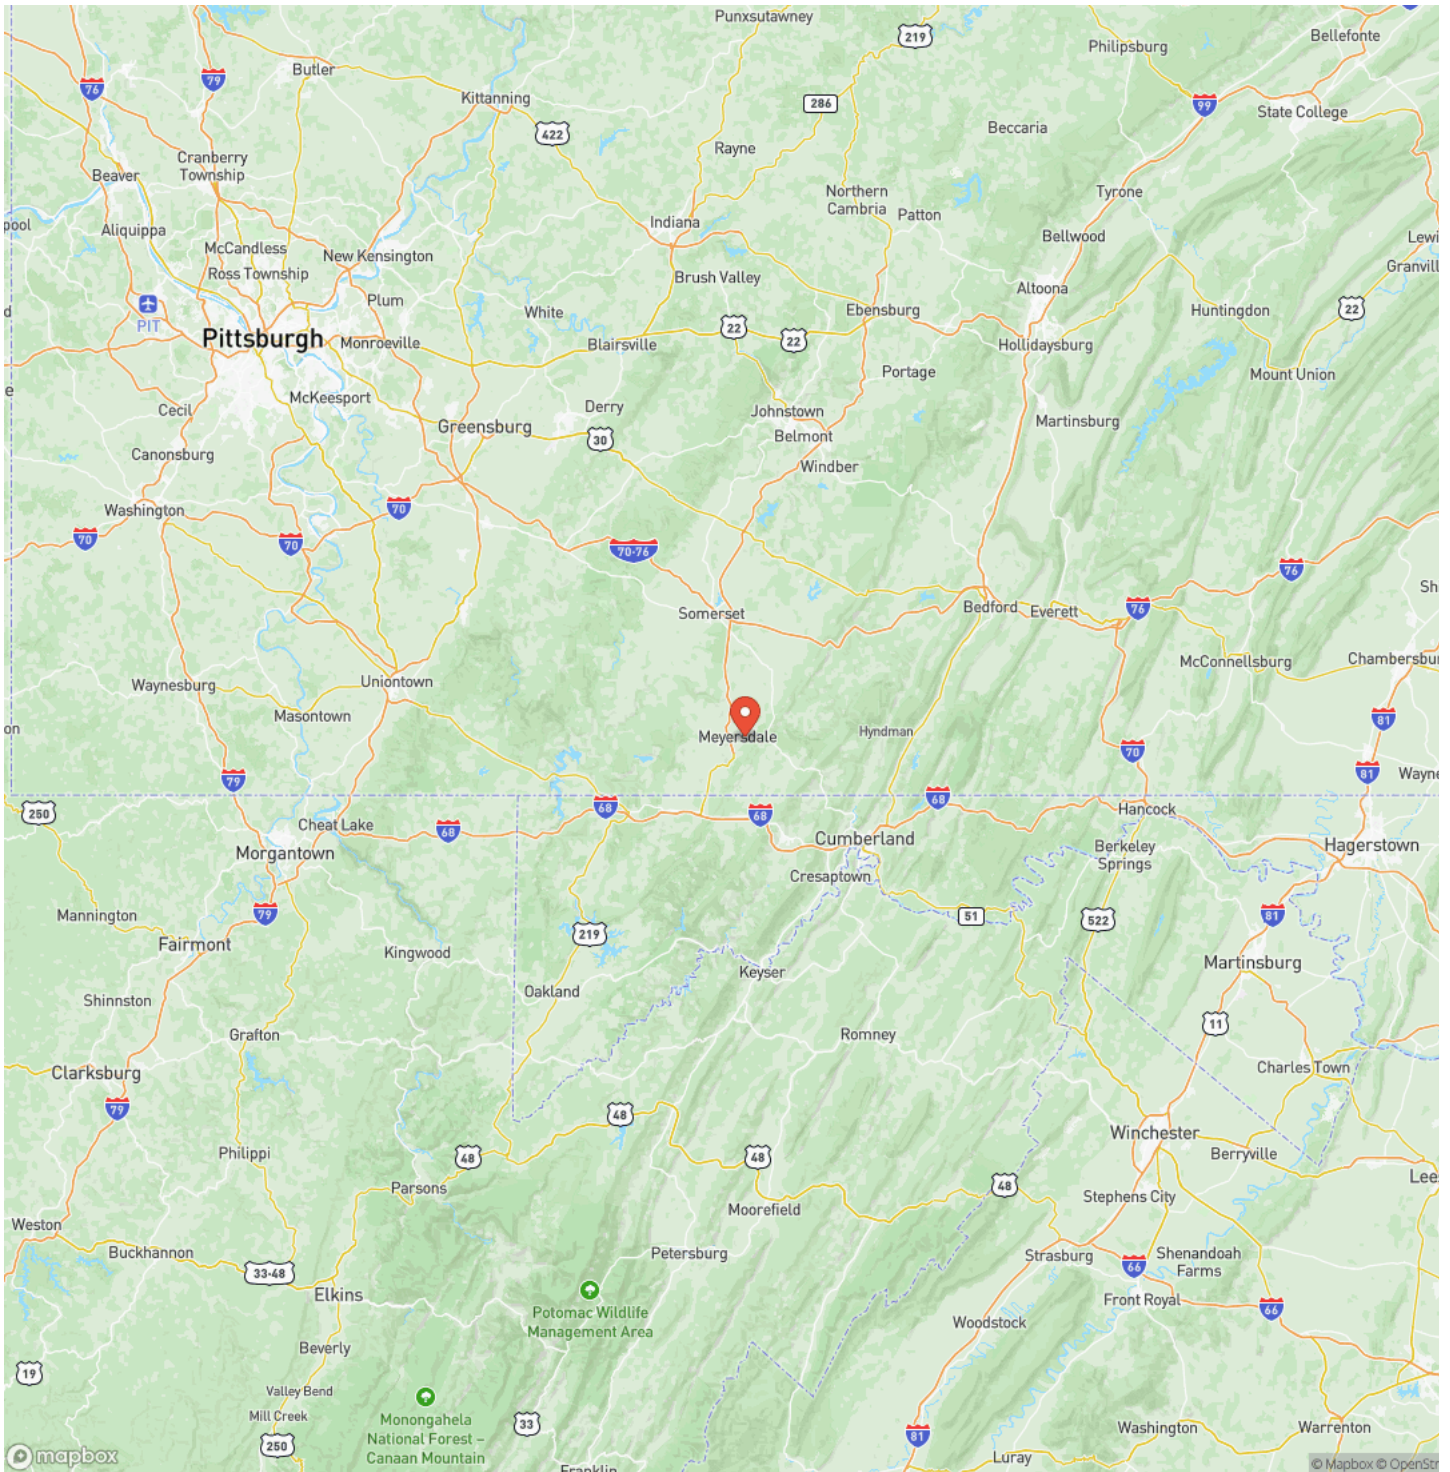 Punxsutawney
219
Philipsburg
Bellefonte
Butler
79
76
Kittanning
286
99
State College
422
Beccaria
Cranberry
Township
Rayne
Beaver
Tyrone
Northern
Cambria
Patton
pool
Aliquippa
Indiana
Bellwood
Lewi
McCandless
New Kensington
Ross Township
Brush Valley
Granvill
Altoona
Plum
PIT
White
Ebensburg
Huntingdon
22
d
22
22
Pittsburgh
Monroeville
Blairsville
Hollidaysburg
Portage
Mount Union
e
McKeesport
Cecil
Derry
Johnstown
Martinsburg
Greensburg
30
Belmont
Canonsburg
Windber
Washington
70
70
70
70-76
76
Somerset
Bedford
Everett
76
Sh
McConnellsburg
Chambersbu
Waynesburg
Uniontown
Masontown
81
on
Meyersdale
Hyndman
70
79
81
Wayne
250
68
68
68
Hancock
Cheat Lake
68
Cumberland
Morgantown
Berkeley
Springs
Hagerstown
Cresaptown
Mannington
79
51
522
81
Fairmont
219
Kingwood
Keyser
Martinsburg
Shinnston
Oakland
Grafton
Romney
11
Clarksburg
Charles Town
79
48
Philippi
48
48
Winchester
Berryville
Parsons
48
Lee
Stephens City
Moorefield
Weston
Buckhannon
Petersburg
Strasburg
Shenandoah
Farms
33-48
66
Elkins
Potomac Wildlife
Management Area
Front Royal
66
Woodstock
Beverly
19
Valley Bend
Mill Creek
Monongahela
National Forest –
Canaan Mountain
33
250
81
Washington
Warrenton
Luray
Franklin
mapbox
© Mapbox © OpenStr